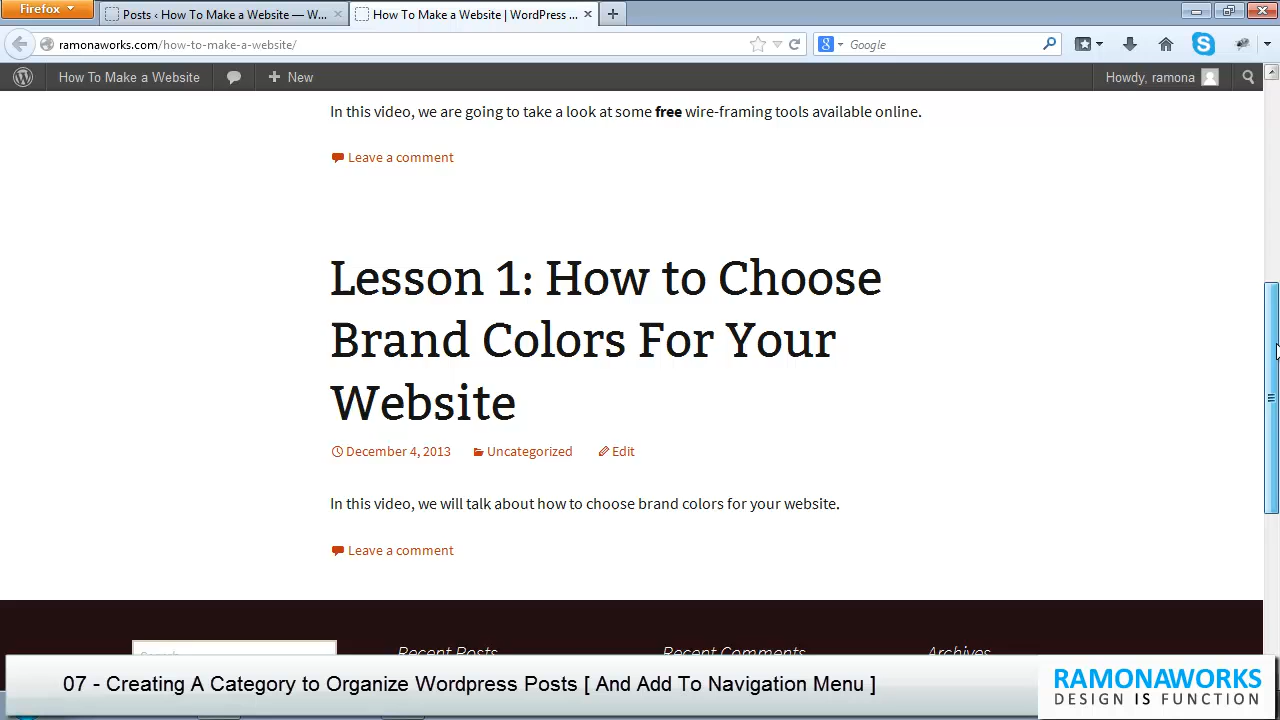 Firefox
Posts ‹ How To Make a Website — W...
How To Make a Website | WordPress ...
ramonaworks.com/how-to-make-a-website/
Google
How To Make a Website
New
Howdy, ramona
In this video, we are going to take a look at some free wire-framing tools available online.
Leave a comment
Lesson 1: How to Choose
Brand Colors For Your
Website
December 4, 2013 Uncategorized Edit
In this video, we will talk about how to choose brand colors for your website.
Leave a comment
Search
Recent Posts
Recent Comments
Archives
07 - Creating A Category to Organize Wordpress Posts [ And Add To Navigation Menu ]
RAMONAWORKS
DESIGN IS FUNCTION